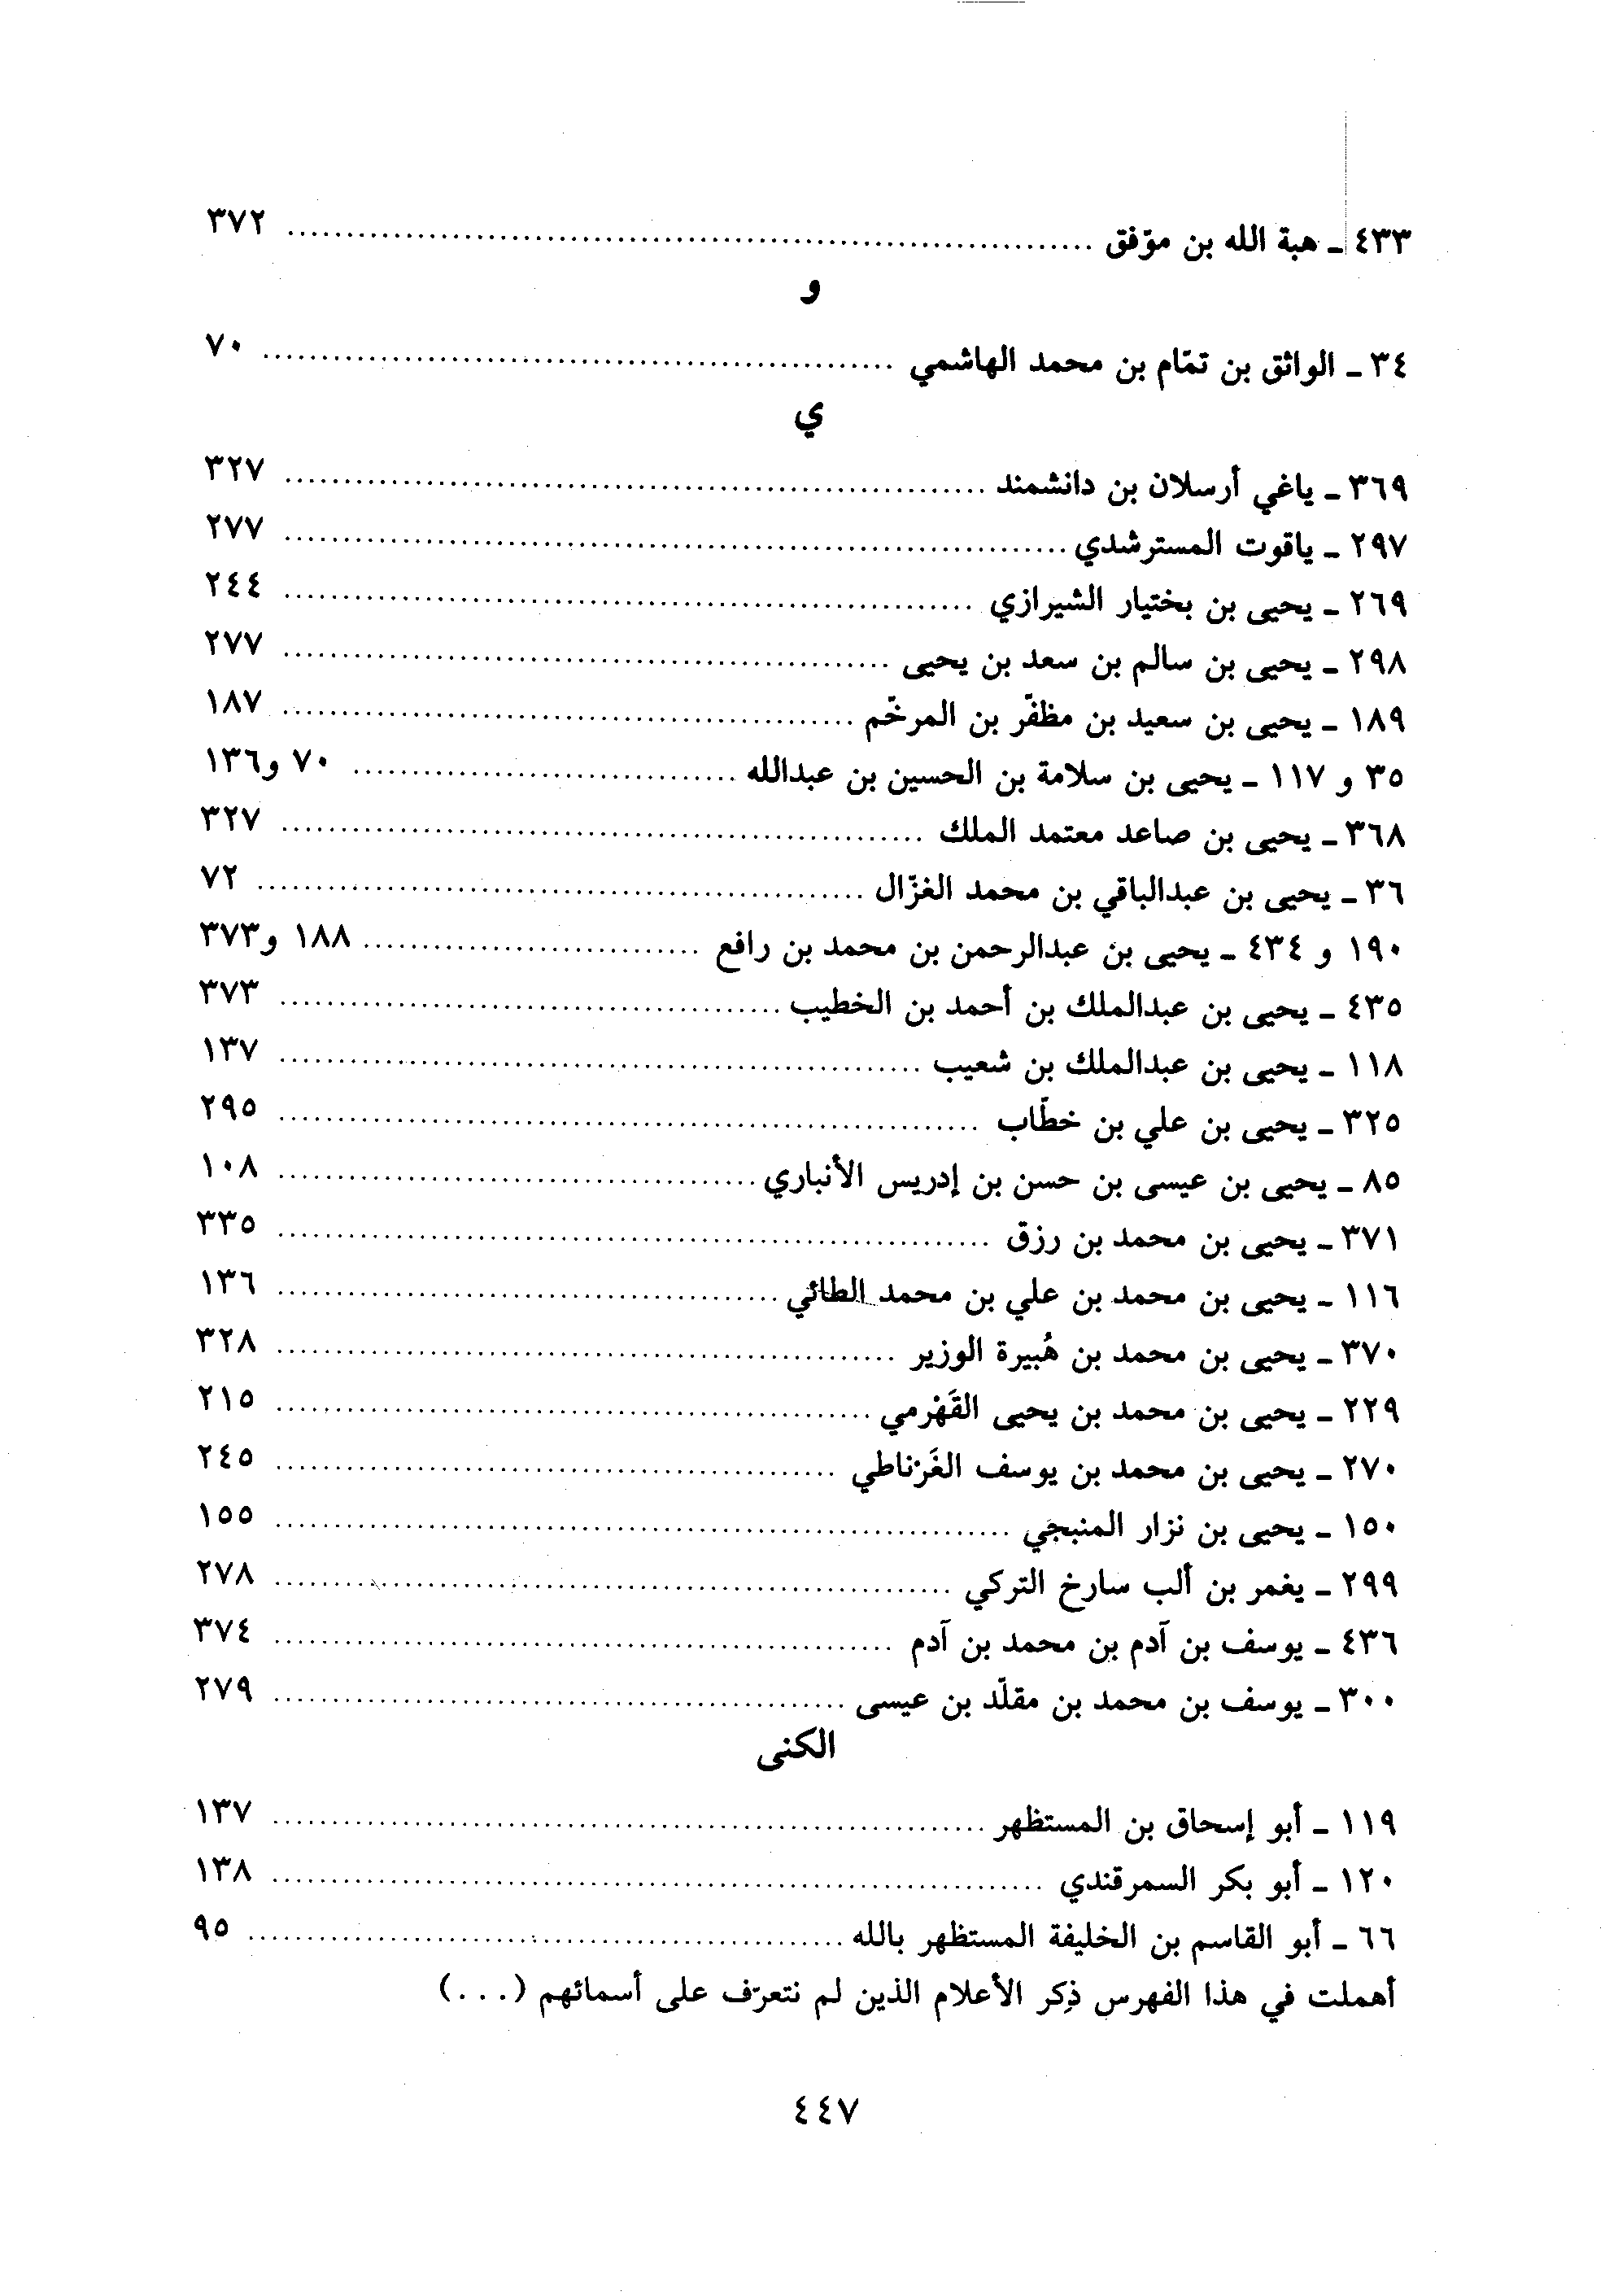 ٤٣٣ ـ هبة الله بن موّفق .......... ٣٧٢
و
٣٤ ـ الواثق بن تمّام بن محمد الهاشمي .......... ٧٠
ي
٣٦٩ ـ ياغي أرسلان بن دانشمند .......... ٣٢٧
٢٩٧ ـ ياقوت المسترشدي .......... ٢٧٧
٢٦٩ ـ يحيى بن بختيار الشيرازي .......... ٢٤٤
٢٩٨ ـ يحيى بن سالم بن سعد بن يحيى .......... ٢٧٧
١٨٩ ـ يحيى بن سعيد بن مظفّر بن المرخّم .......... ١٨٧
٣٥ و ١١٧ ـ يحيى بن سلامة بن الحسين بن عبدالله .......... ٧٠ و١٣٦
٣٦٨ ـ يحيى بن صاعد معتمد الملك .......... ٣٢٧
٣٦ ـ يحيى بن عبدالباقي بن محمد الغزّال .......... ٧٢
١٩٠ و ٤٣٤ ـ يحيى بن عبدالرحمن بن محمد بن رافع .......... ١٨٨ و٣٧٣
٤٣٥ ـ يحيى بن عبدالملك بن أحمد بن الخطيب .......... ٣٧٣
١١٨ ـ يحيى بن عبدالملك بن شعيب .......... ١٣٧
٣٢٥ ـ يحيى بن علي بن خطّاب .......... ٢٩٥
٨٥ ـ يحيى بن عيسى بن حسن بن إدريس الأنباري .......... ١٠٨
٣٧١ ـ يحيى بن محمد بن رزق .......... ٣٣٥
١١٦ ـ يحيى بن محمد بن علي بن محمد الطائي .......... ١٣٦
٣٧٠ ـ يحيى بن محمد بن هُبيرة الوزير .......... ٣٢٨
٢٢٩ ـ يحيى بن محمد بن يحيى القَهْرمي .......... ٢١٥
٢٧٠ ـ يحيى بن محمد بن يوسف الغَرْناطي .......... ٢٤٥
١٥٠ ـ يحيى بن نزار المنبجي .......... ١٥٥
٢٩٩ ـ يغمر بن ألب سارخ التركي .......... ٢٧٨
٤٣٦ ـ يوسف بن آدم بن محمد بن آدم .......... ٣٧٤
٣٠٠ ـ يوسف بن محمد بن مقلّد بن عيسى .......... ٢٧٩
الكنى
١١٩ ـ أبو إسحاق بن المستظهر .......... ١٣٧
١٢٠ ـ أبو بكر السمرقندي .......... ١٣٨
٦٦ ـ أبو القاسم بن الخليفة المستظهر بالله .......... ٩٥
أهملت في هذا الفهرس ذِكر الأعلام الذين لم نتعرّف على أسمائهم (...)
٤٤٧